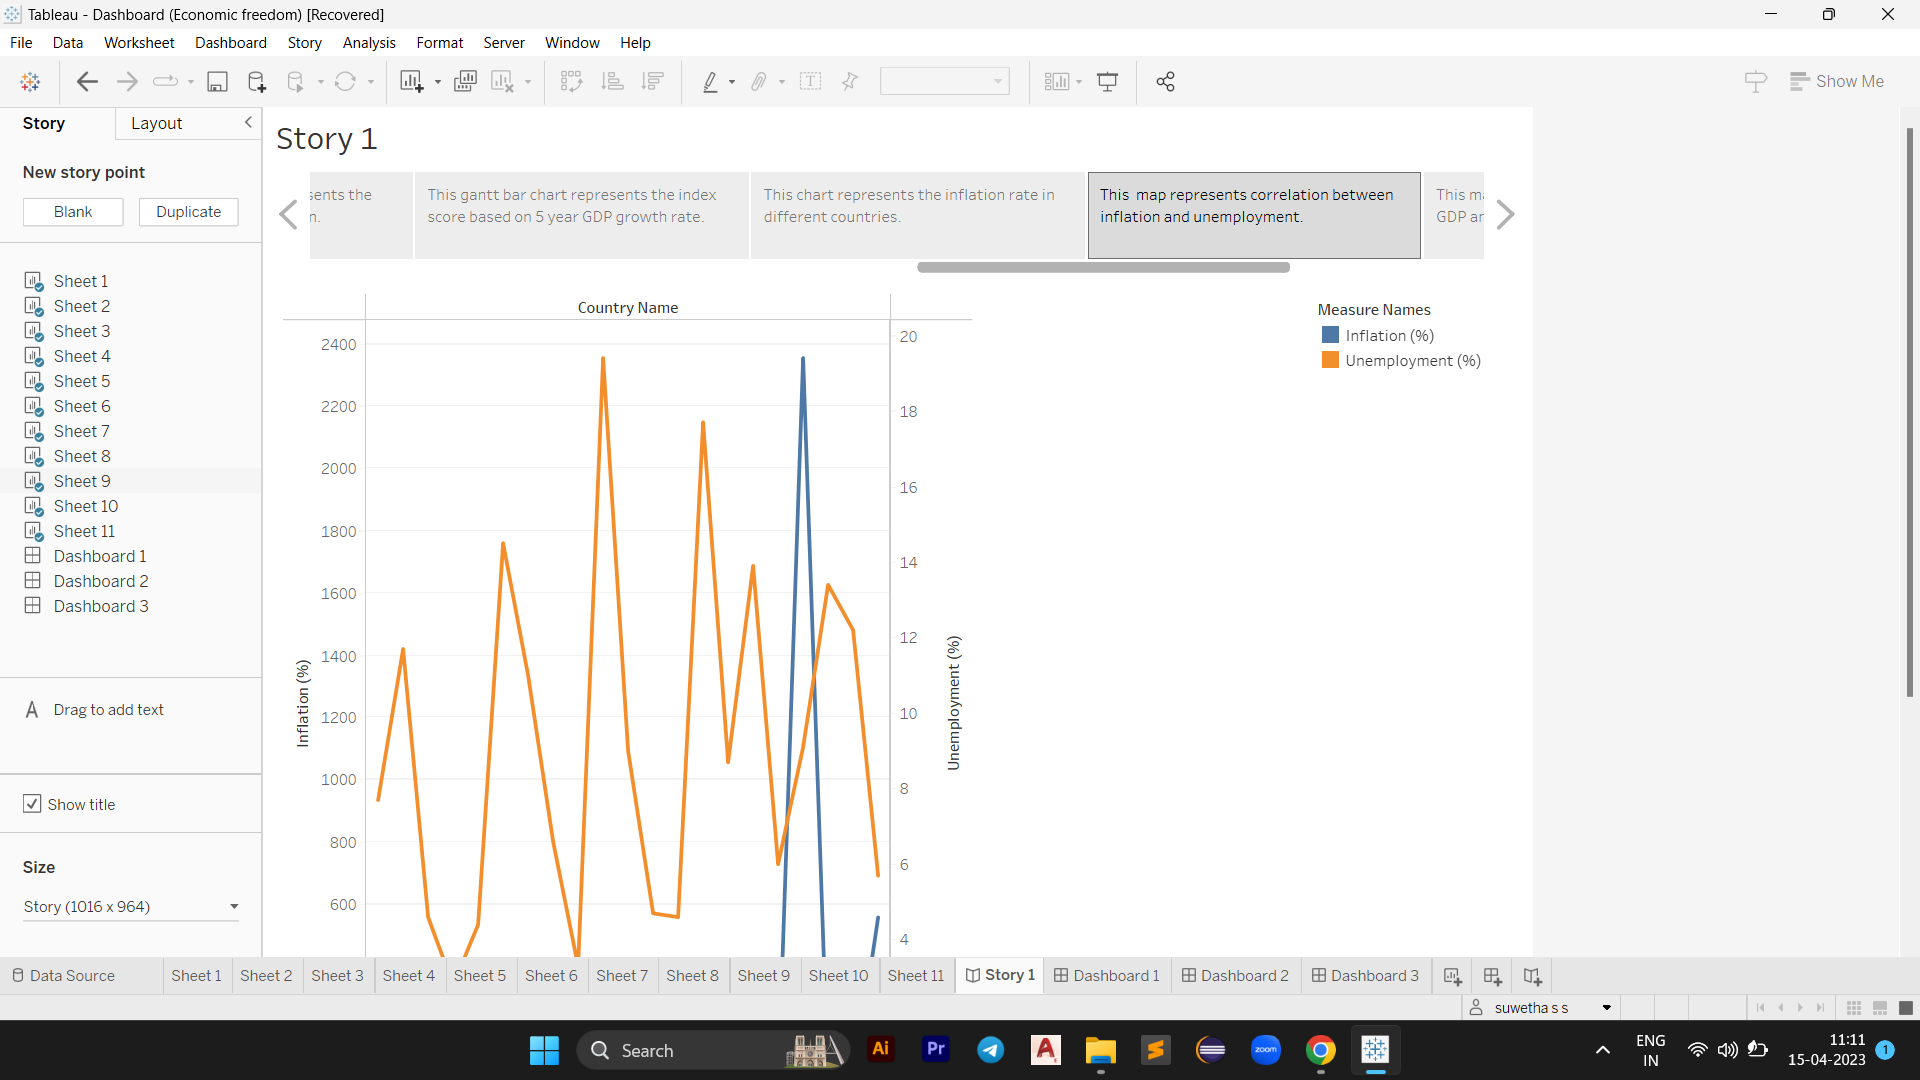 Tableau - Dashboard (Economic freedom) [Recovered]
File Data Worksheet Dashboard Story Analysis Format Server Window Help
Show Me
Story Layout
New story point
Blank Duplicate
Sheet 1
Sheet 2
Sheet 3
Sheet 4
Sheet 5
Sheet 6
Sheet 7
Sheet 8
Sheet 9
Sheet 10
Sheet 11
Dashboard 1
Dashboard 2
Dashboard 3
A Drag to add text
Show title
Size
Story (1016 x 964)
Story 1
sents the
n.
This gantt bar chart represents the index
score based on 5 year GDP growth rate.
This chart represents the inflation rate in
different countries.
This map represents correlation between
inflation and unemployment.
This ma
GDP an
Country Name
2400
2200
2000
1800
1600
1400
1200
1000
800
600
Inflation (%)
20
18
16
14
12
10
8
6
4
Unemployment (%)
Measure Names
Inflation (%)
Unemployment (%)
Data Source Sheet 1 Sheet 2 Sheet 3 Sheet 4 Sheet 5 Sheet 6 Sheet 7 Sheet 8 Sheet 9 Sheet 10 Sheet 11 Story 1 Dashboard 1 Dashboard 2 Dashboard 3
suwetha s s
Search
Ai
Pr
zoom
ENG
IN
11:11
15-04-2023
1